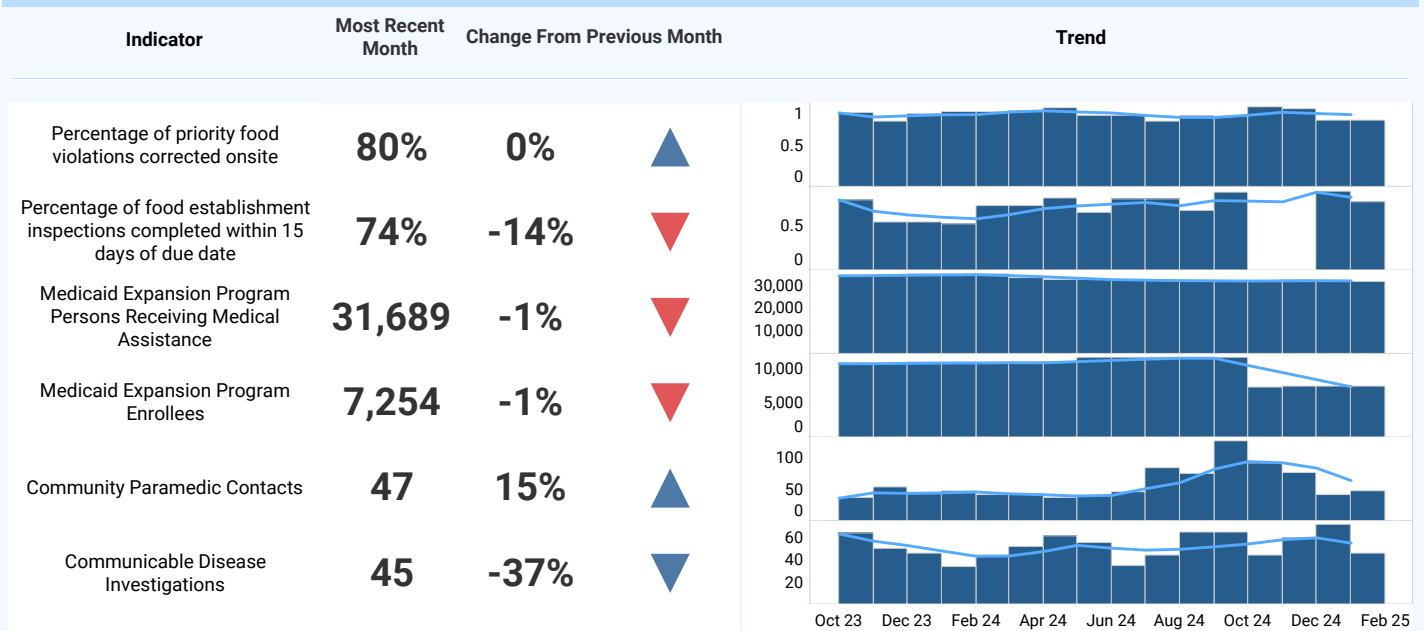 Indicator
Most Recent
Month
Change From Previous Month
Trend
Percentage of priority food
violations corrected onsite
80%
0%
1
0.5
0
Percentage of food establishment
inspections completed within 15
days of due date
74%
-14%
0.5
0
Medicaid Expansion Program
Persons Receiving Medical
Assistance
31,689
-1%
30,000
20,000
10,000
Medicaid Expansion Program
Enrollees
7,254
-1%
10,000
5,000
0
Community Paramedic Contacts
47
15%
100
50
0
Communicable Disease
Investigations
45
-37%
60
40
20
Oct 23 Dec 23 Feb 24 Apr 24 Jun 24 Aug 24 Oct 24 Dec 24 Feb 25